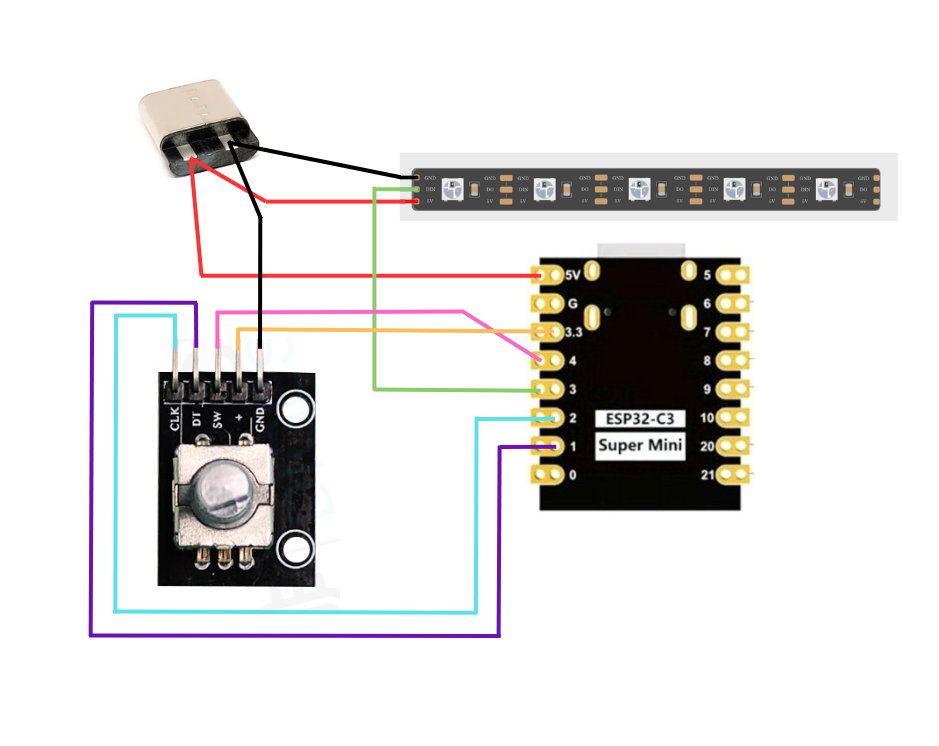 GND GND GND GND GND GND GND GND GND GND
DIN DO DIN DO DIN DO DIN DO DIN DO
5V 5V 5V 5V 5V 5V 5V 5V 5V 5V
5V 5
G 6
3.3 7
4 8
3 9
2 10
1 20
0 21
ESP32-C3
Super Mini
CLK
DT
SW
+
GND